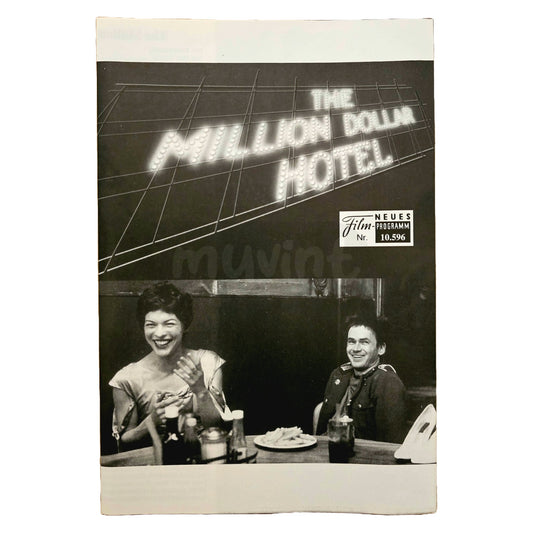 THE
MILLION DOLLAR
HOTEL
Film- NEUES
PROGRAMM
Nr. 10.596
muvint